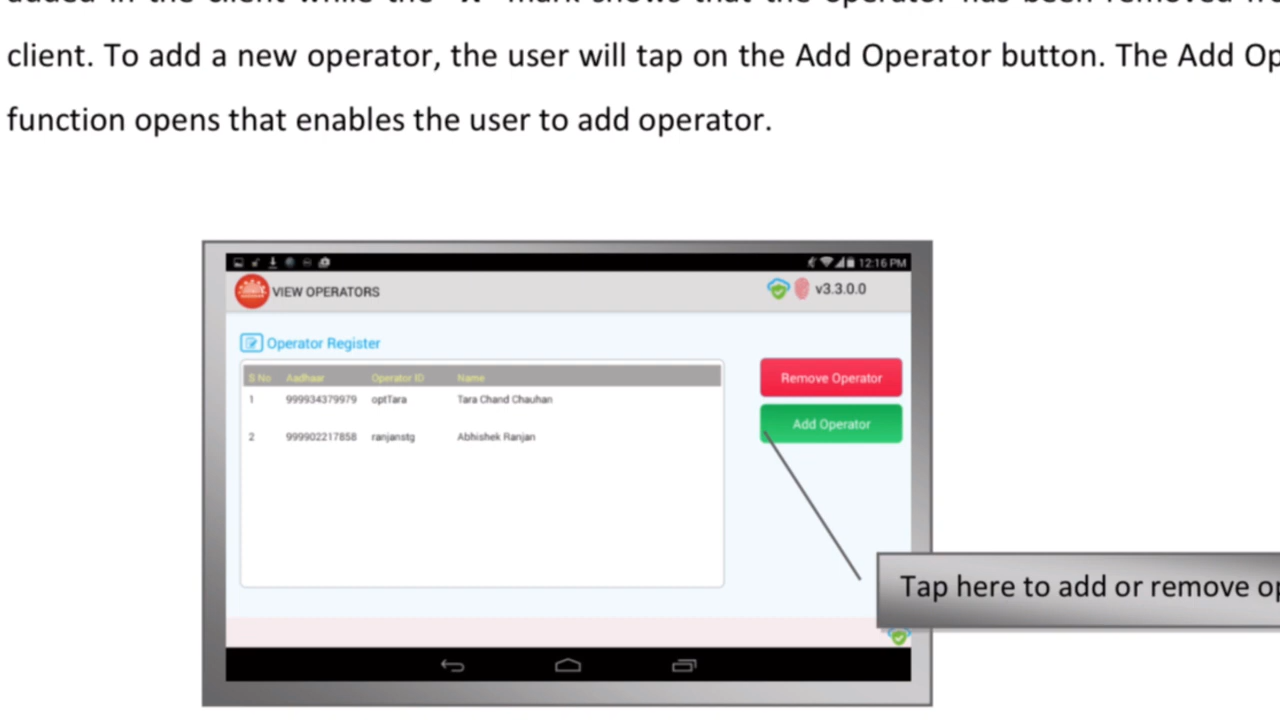 client. To add a new operator, the user will tap on the Add Operator button. The Add Op
function opens that enables the user to add operator.
12:16 PM
VIEW OPERATORS
v3.3.0.0
Operator Register
S No Aadhaar Operator ID Name
1 999934379979 optTara Tara Chand Chauhan
2 999902217858 ranjanstg Abhishek Ranjan
Remove Operator
Add Operator
Tap here to add or remove op